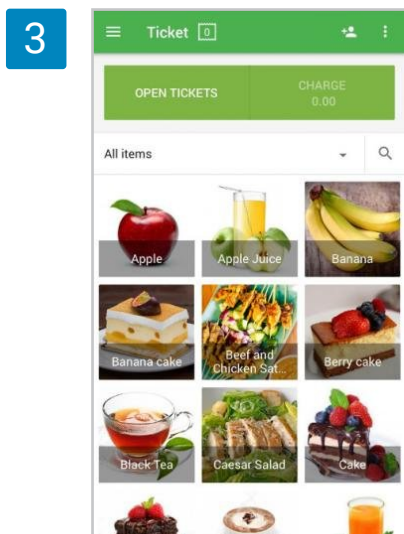 3
Ticket 0
OPEN TICKETS
CHARGE
0.00
All items
Apple
Apple Juice
Banana
Banana cake
Beef and
Chicken Sat...
Berry cake
Black Tea
Caesar Salad
Cake